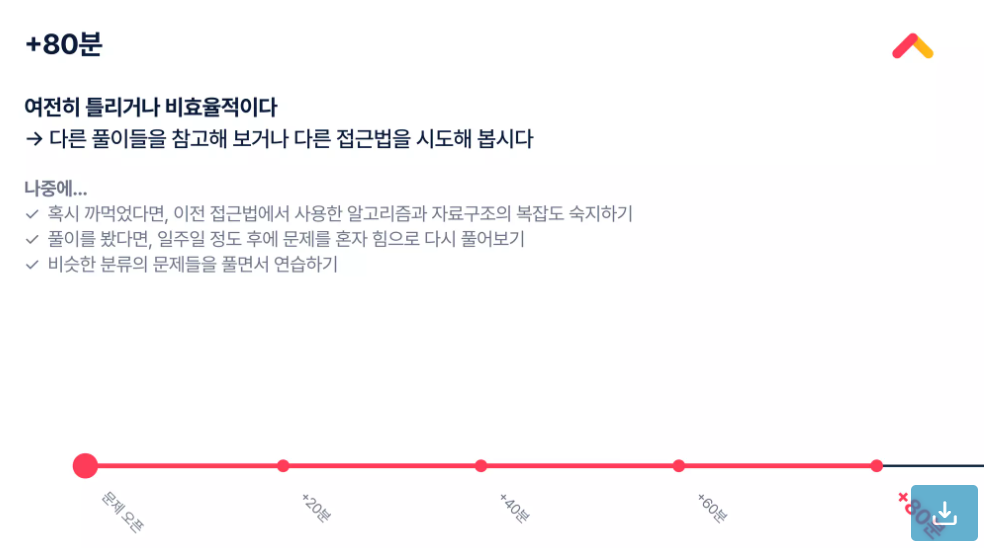 +80분
여전히 틀리거나 비효율적이다
→ 다른 풀이들을 참고해 보거나 다른 접근법을 시도해 봅시다
나중에...
✓ 혹시 까먹었다면, 이전 접근법에서 사용한 알고리즘과 자료구조의 복잡도 숙지하기
✓ 풀이를 봤다면, 일주일 정도 후에 문제를 혼자 힘으로 다시 풀어보기
✓ 비슷한 분류의 문제들을 풀면서 연습하기
문제 오픈
+20분
+40분
+60분
+80분